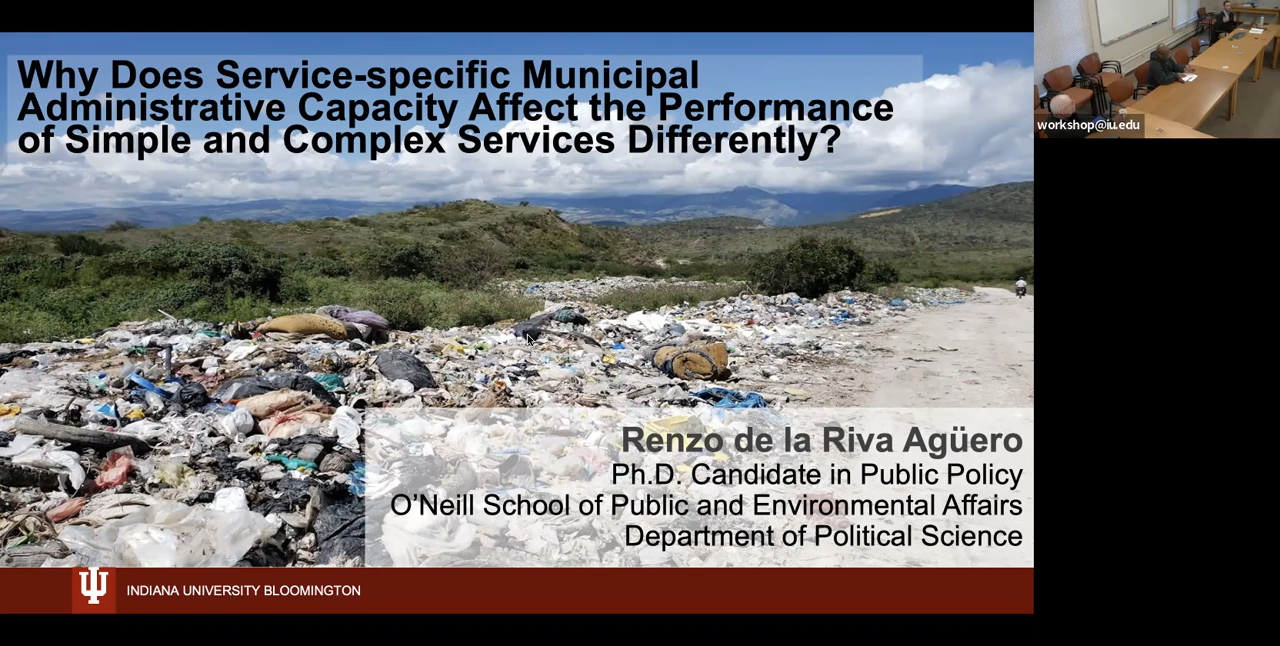 Why Does Service-specific Municipal
Administrative Capacity Affect the Performance
of Simple and Complex Services Differently?
workshop@iu.edu
Renzo de la Riva Agüero
Ph.D. Candidate in Public Policy
O'Neill School of Public and Environmental Affairs
Department of Political Science
INDIANA UNIVERSITY BLOOMINGTON